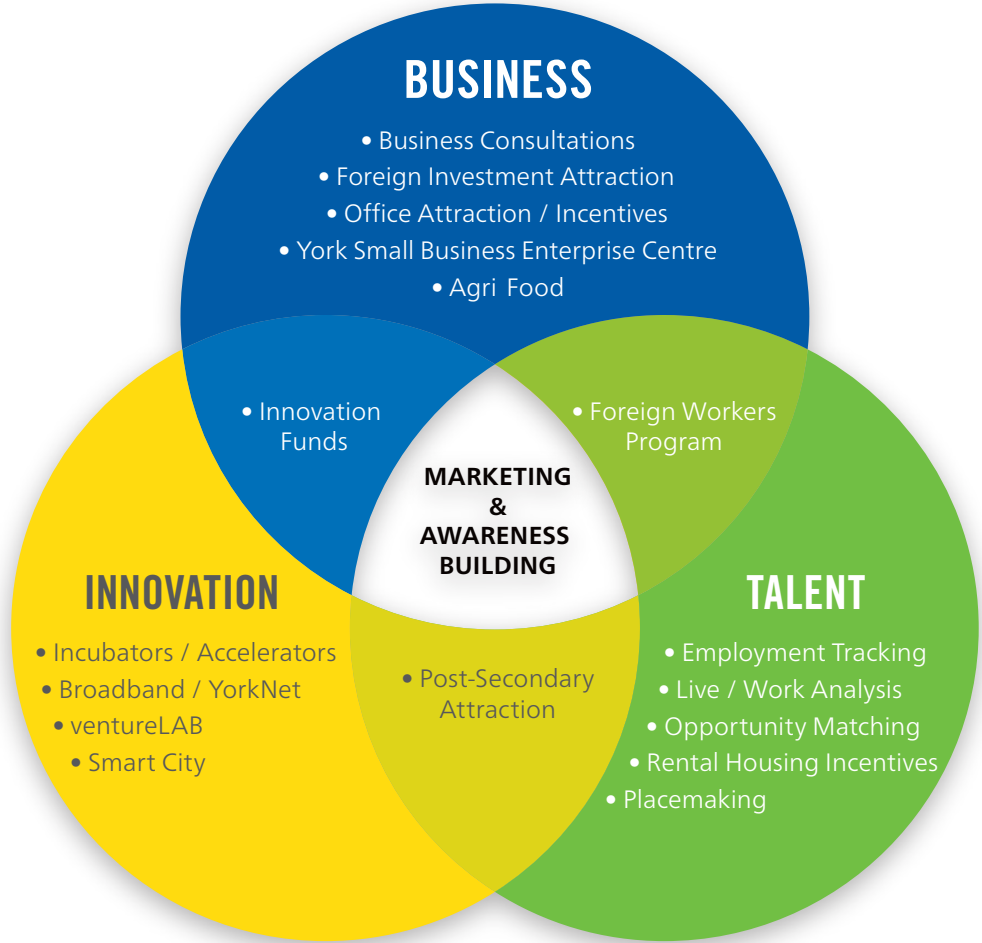 BUSINESS
• Business Consultations
• Foreign Investment Attraction
• Office Attraction / Incentives
• York Small Business Enterprise Centre
• Agri Food
• Innovation
Funds
• Foreign Workers
Program
MARKETING
&
AWARENESS
BUILDING
INNOVATION
• Incubators / Accelerators
• Broadband / YorkNet
• ventureLAB
• Smart City
• Post-Secondary
Attraction
TALENT
• Employment Tracking
• Live / Work Analysis
• Opportunity Matching
• Rental Housing Incentives
• Placemaking